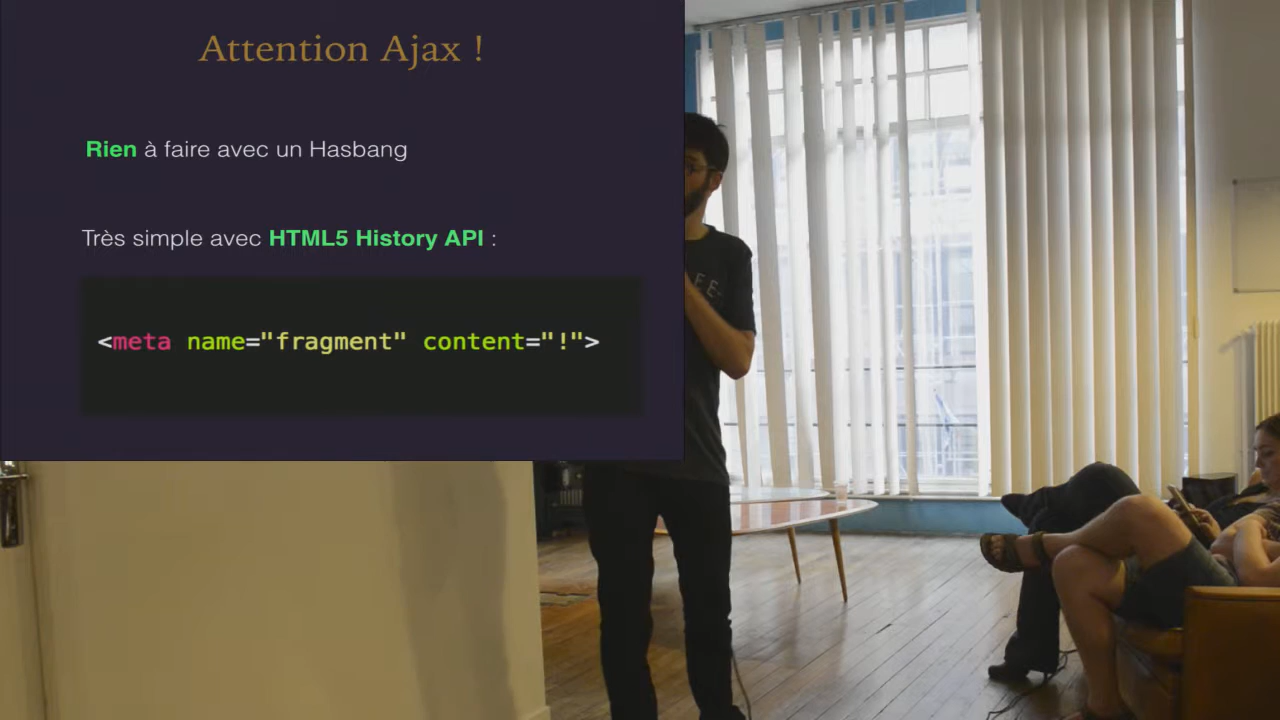 Attention Ajax !
Rien à faire avec un Hasbang
Très simple avec HTML5 History API :
<meta name="fragment" content="!">